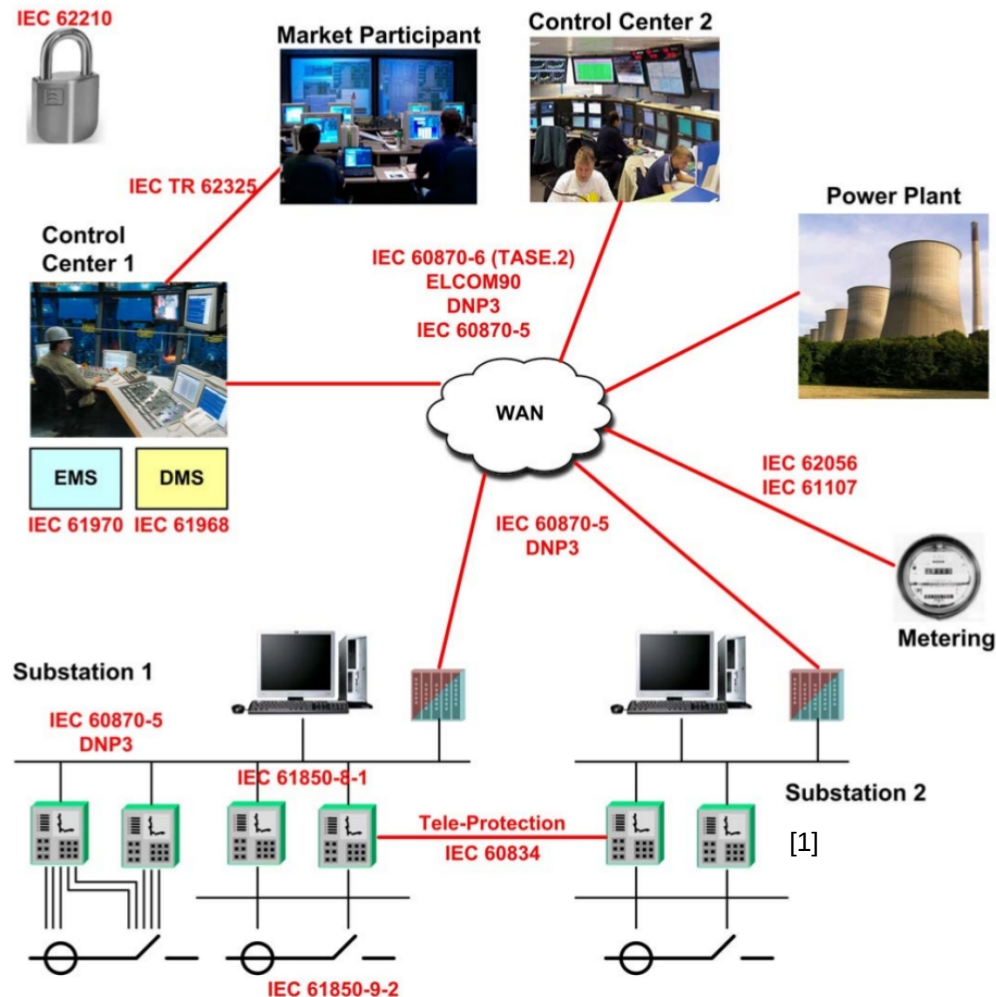 IEC 62210
Market Participant
Control Center 2
IEC TR 62325
Power Plant
Control
Center 1
IEC 60870-6 (TASE.2)
ELCOM90
DNP3
IEC 60870-5
WAN
EMS
DMS
IEC 61970
IEC 61968
IEC 62056
IEC 61107
IEC 60870-5
DNP3
Metering
Substation 1
IEC 60870-5
DNP3
IEC 61850-8-1
Substation 2
Tele-Protection
IEC 60834
[1]
IEC 61850-9-2